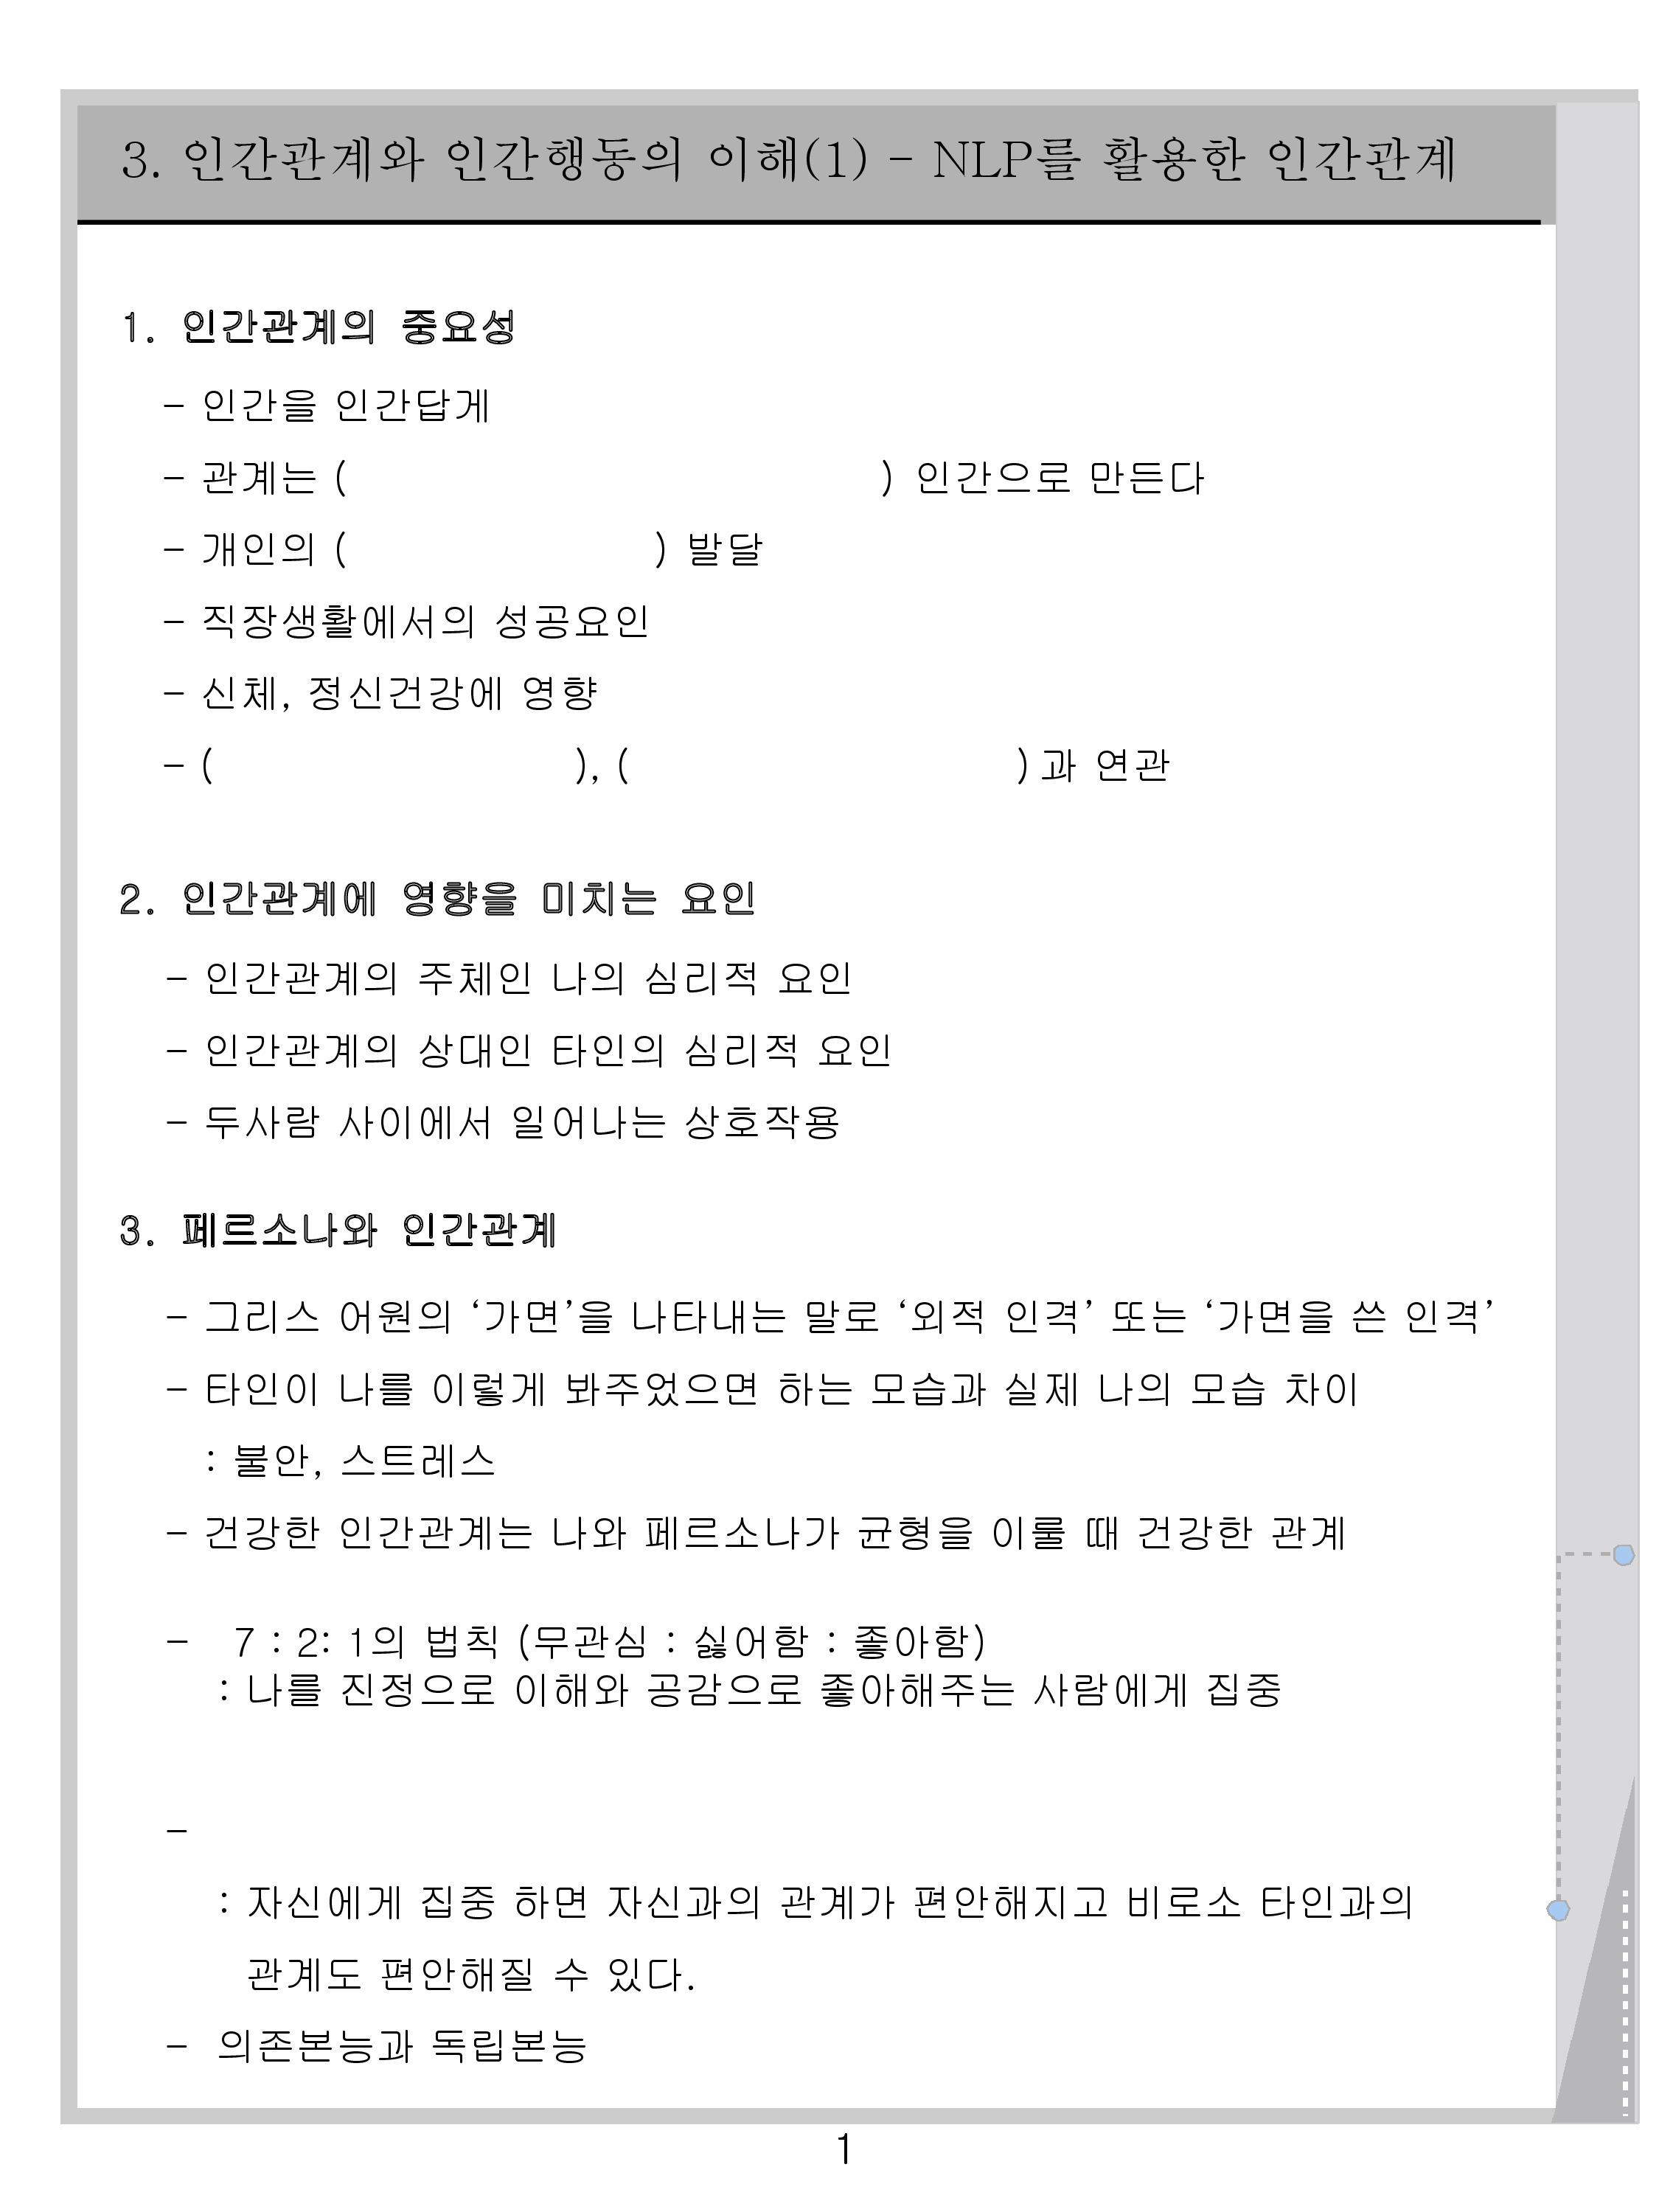 3. 인간관계와 인간행동의 이해(1) - NLP를 활용한 인간관계
1. 인간관계의 중요성
- 인간을 인간답게
- 관계는 ( ) 인간으로 만든다
- 개인의 ( ) 발달
- 직장생활에서의 성공요인
- 신체, 정신건강에 영향
- ( ), ( )과 연관
2. 인간관계에 영향을 미치는 요인
- 인간관계의 주체인 나의 심리적 요인
- 인간관계의 상대인 타인의 심리적 요인
- 두사람 사이에서 일어나는 상호작용
3. 페르소나와 인간관계
- 그리스 어원의 ‘가면’을 나타내는 말로 ‘외적 인격’ 또는 ‘가면을 쓴 인격’
- 타인이 나를 이렇게 봐주었으면 하는 모습과 실제 나의 모습 차이
: 불안, 스트레스
- 건강한 인간관계는 나와 페르소나가 균형을 이룰 때 건강한 관계
- 7 : 2: 1의 법칙 (무관심 : 싫어함 : 좋아함)
: 나를 진정으로 이해와 공감으로 좋아해주는 사람에게 집중
-
: 자신에게 집중 하면 자신과의 관계가 편안해지고 비로소 타인과의
관계도 편안해질 수 있다.
- 의존본능과 독립본능
1